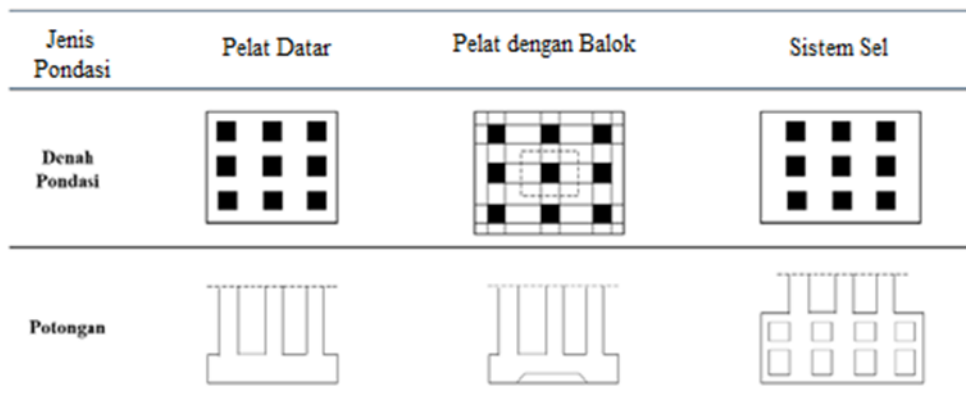 Jenis
Pondasi
Pelat Datar
Pelat dengan Balok
Sistem Sel
Denah
Pondasi
Potongan